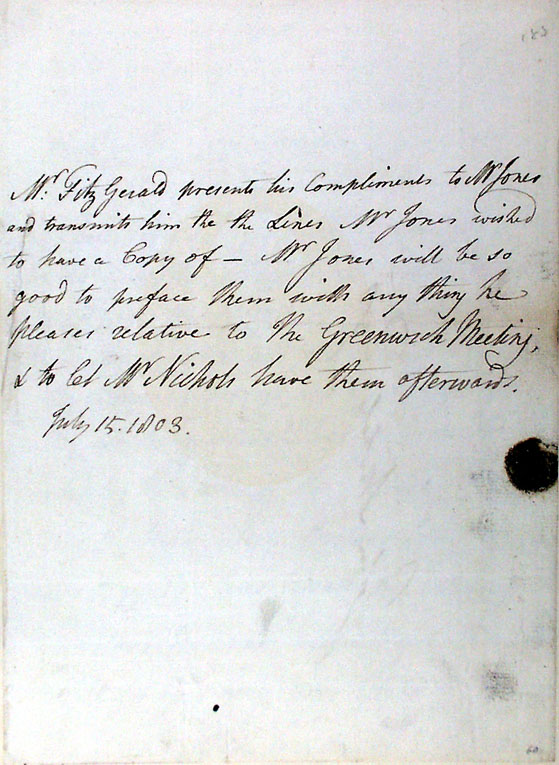 Mr. Fitz Gerald presents his Compliments to Mr Jones
and transmits him the the Lines Mr Jones wished
to have a Copy of — Mr Jones will be so
good to preface them with any thing he
pleases relative to the Greenwich Meeting,
& to let Mr Nichols have them afterwards.
July 15. 1803.